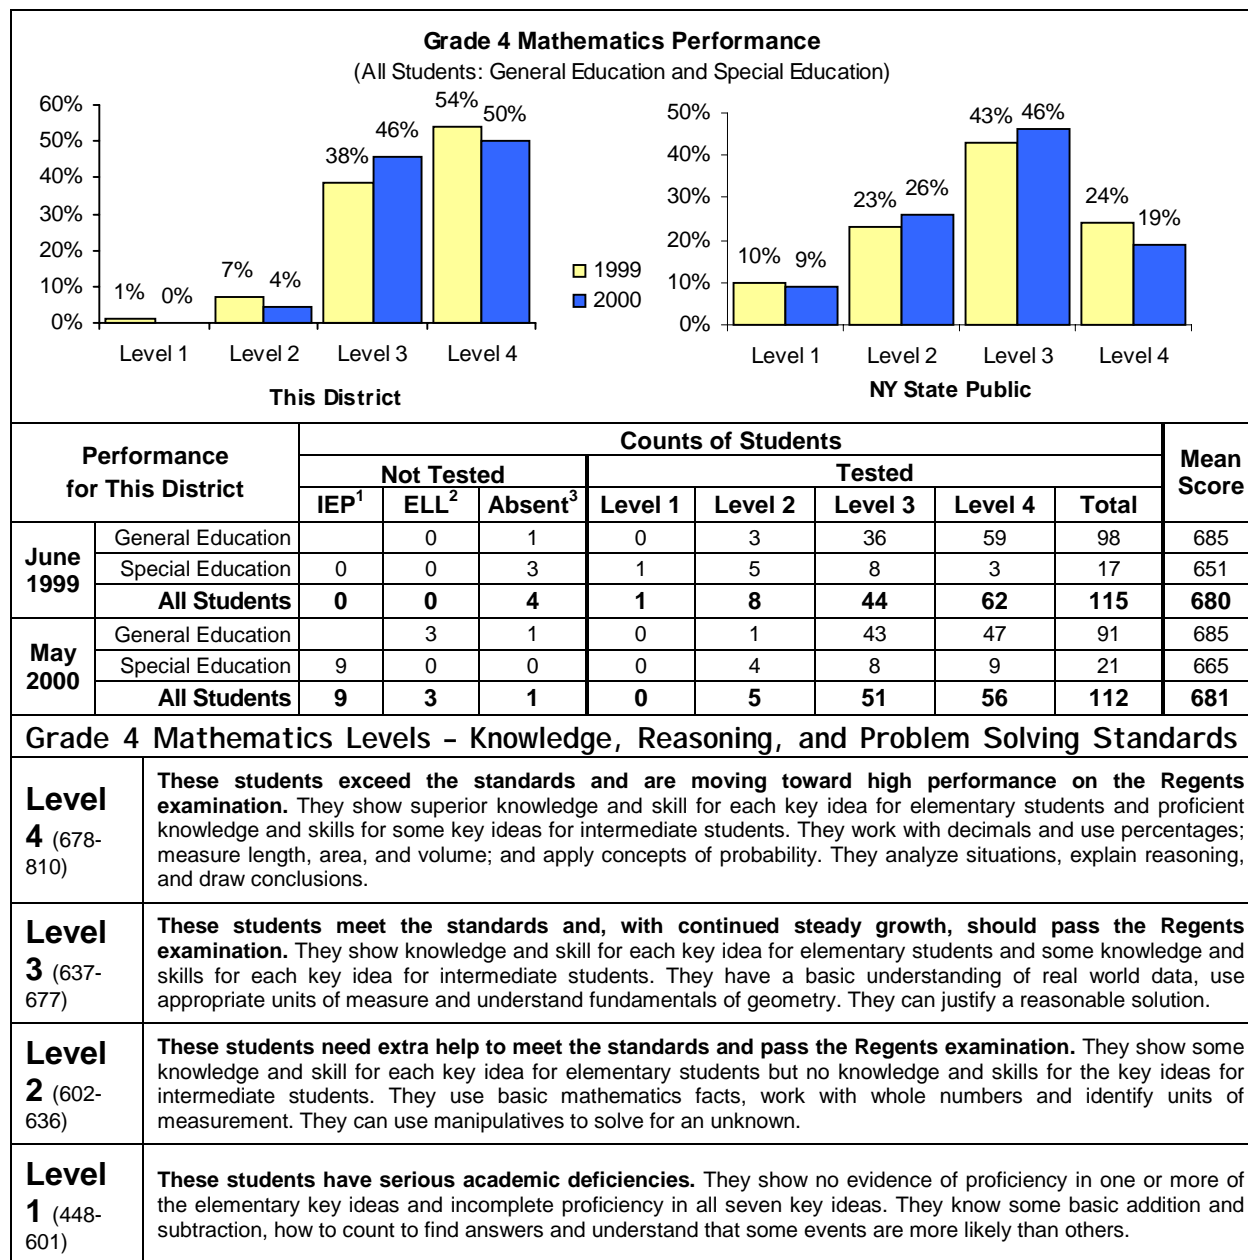 Grade 4 Mathematics Performance
(All Students: General Education and Special Education)
60%
50%
40%
30%
20%
10%
0%
1% 0%
7% 4%
38% 46%
54% 50%
Level 1 Level 2 Level 3 Level 4
This District
1999
2000
50%
40%
30%
20%
10%
0%
10% 9%
23% 26%
43% 46%
24% 19%
Level 1 Level 2 Level 3 Level 4
NY State Public
Performance
for This District
Counts of Students
Mean
Score
Not Tested Tested
IEP1 ELL2 Absent3 Level 1 Level 2 Level 3 Level 4 Total
June
1999
General Education 0 1 0 3 36 59 98 685
Special Education 0 0 3 1 5 8 3 17 651
All Students 0 0 4 1 8 44 62 115 680
May
2000
General Education 3 1 0 1 43 47 91 685
Special Education 9 0 0 0 4 8 9 21 665
All Students 9 3 1 0 5 51 56 112 681
Grade 4 Mathematics Levels – Knowledge, Reasoning, and Problem Solving Standards
Level
4 (678-
810)
These students exceed the standards and are moving toward high performance on the Regents
examination. They show superior knowledge and skill for each key idea for elementary students and proficient
knowledge and skills for some key ideas for intermediate students. They work with decimals and use percentages;
measure length, area, and volume; and apply concepts of probability. They analyze situations, explain reasoning,
and draw conclusions.
Level
3 (637-
677)
These students meet the standards and, with continued steady growth, should pass the Regents
examination. They show knowledge and skill for each key idea for elementary students and some knowledge and
skills for each key idea for intermediate students. They have a basic understanding of real world data, use
appropriate units of measure and understand fundamentals of geometry. They can justify a reasonable solution.
Level
2 (602-
636)
These students need extra help to meet the standards and pass the Regents examination. They show some
knowledge and skill for each key idea for elementary students but no knowledge and skills for the key ideas for
intermediate students. They use basic mathematics facts, work with whole numbers and identify units of
measurement. They can use manipulatives to solve for an unknown.
Level
1 (448-
601)
These students have serious academic deficiencies. They show no evidence of proficiency in one or more of
the elementary key ideas and incomplete proficiency in all seven key ideas. They know some basic addition and
subtraction, how to count to find answers and understand that some events are more likely than others.